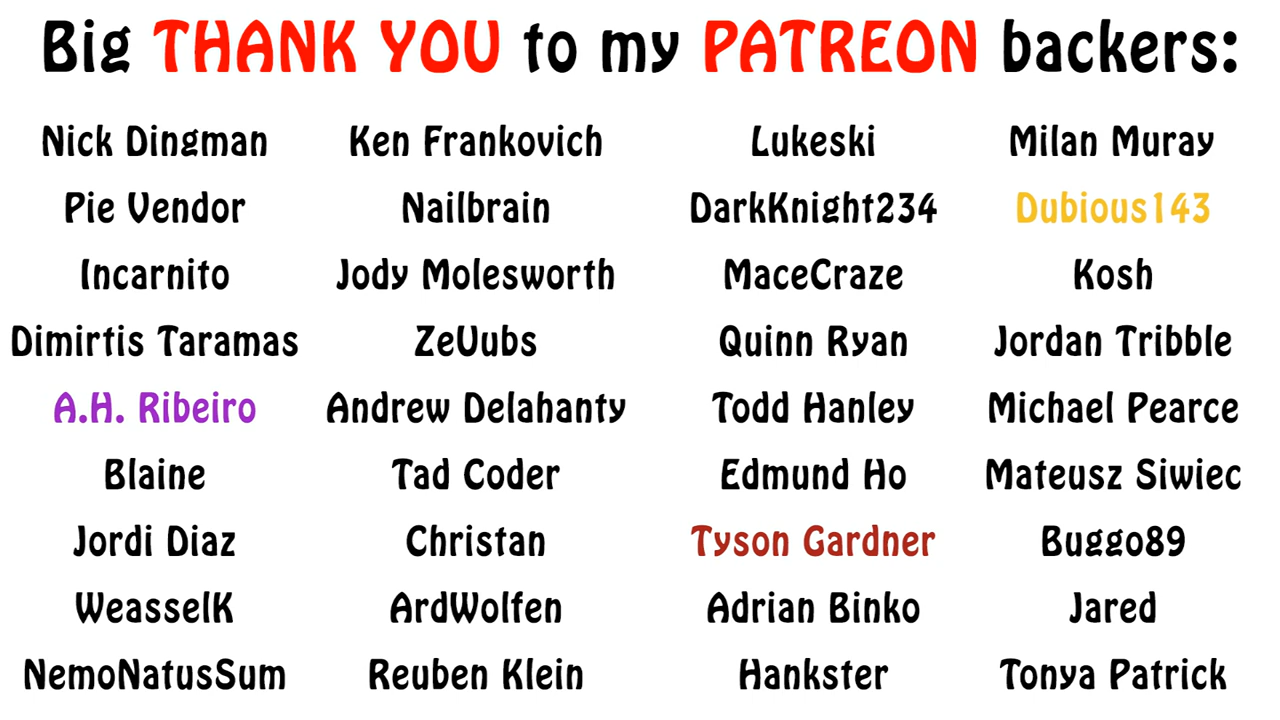 Big THANK YOU to my PATREON backers:
Nick Dingman Ken Frankovich Lukeski Milan Muray
Pie Vendor Nailbrain DarkKnight234 Dubious143
Incarnito Jody Molesworth MaceCraze Kosh
Dimirtis Taramas ZeVubs Quinn Ryan Jordan Tribble
A.H. Ribeiro Andrew Delahanty Todd Hanley Michael Pearce
Blaine Tad Coder Edmund Ho Mateusz Siwiec
Jordi Diaz Christan Tyson Gardner Buggo89
WeasselK ArdWolfen Adrian Binko Jared
NemoNatusSum Reuben Klein Hankster Tonya Patrick